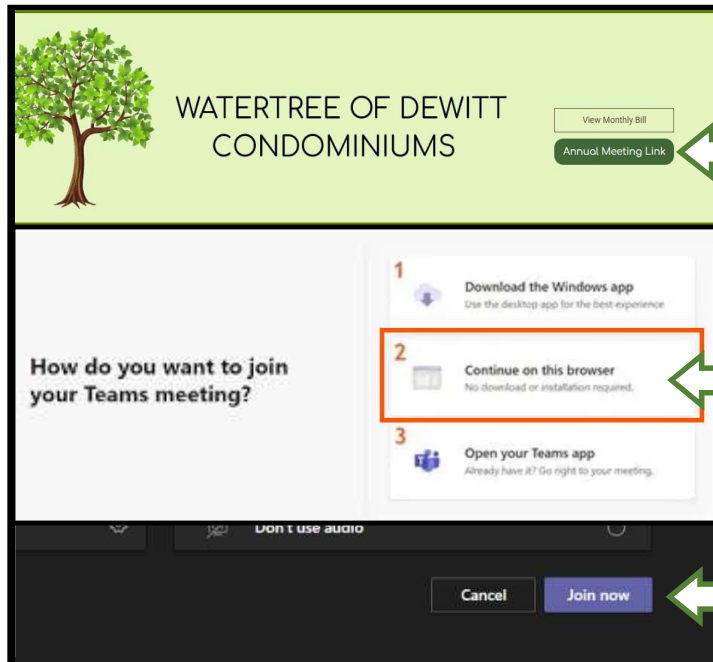 WATERTREE OF DEWITT
CONDOMINIUMS
View Monthly Bill
Annual Meeting Link
How do you want to join
your Teams meeting?
1
Download the Windows app
Use the desktop app for the best experience
2
Continue on this browser
No download or installation required.
3
Open your Teams app
Already have it? Go right to your meeting.
Don't use audio
Cancel
Join now